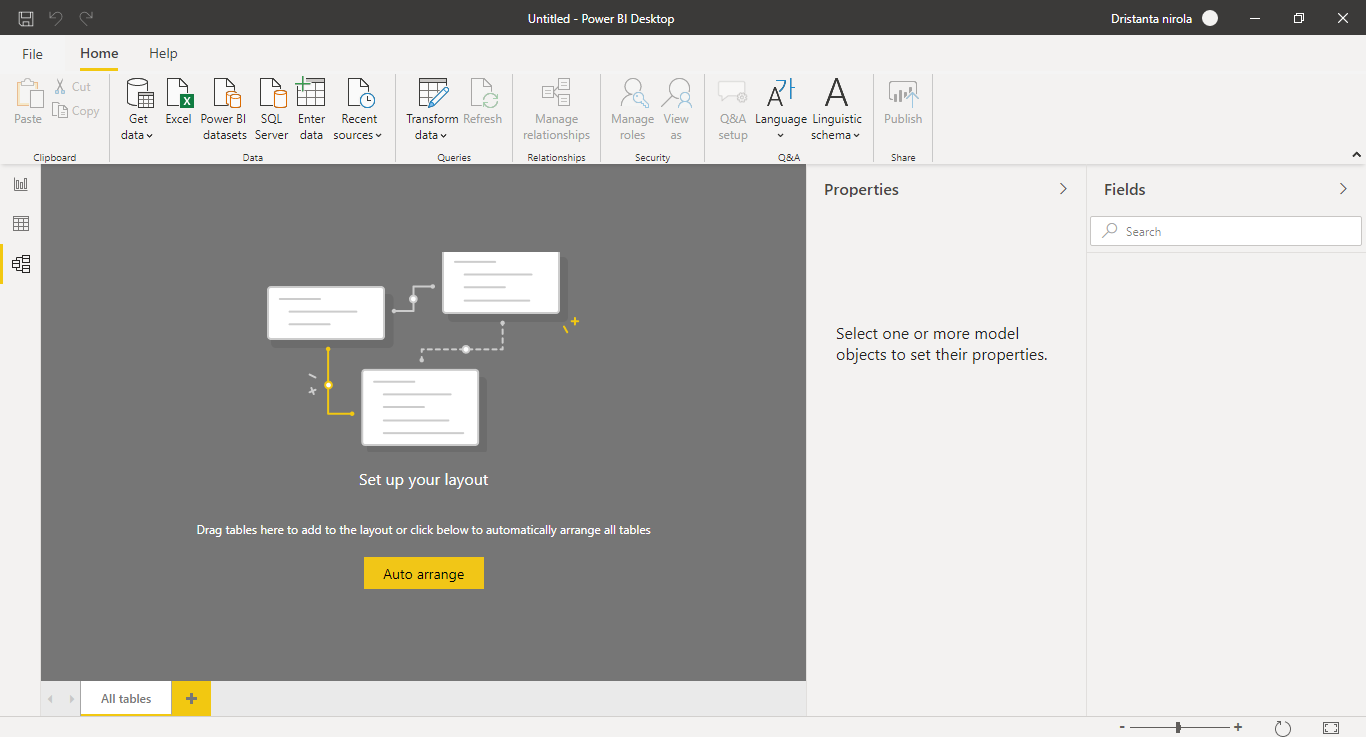 Untitled - Power BI Desktop
Dristanta nirola
File
Home
Help
Paste
Cut
Copy
Get
data
Excel
Power BI
datasets
SQL
Server
Enter
data
Recent
sources
Transform
data
Refresh
Manage
relationships
Manage
roles
View
as
Q&A
setup
Language
Linguistic
schema
Publish
Clipboard
Data
Queries
Relationships
Security
Q&A
Share
Properties
Fields
Search
Select one or more model
objects to set their properties.
Set up your layout
Drag tables here to add to the layout or click below to automatically arrange all tables
Auto arrange
All tables